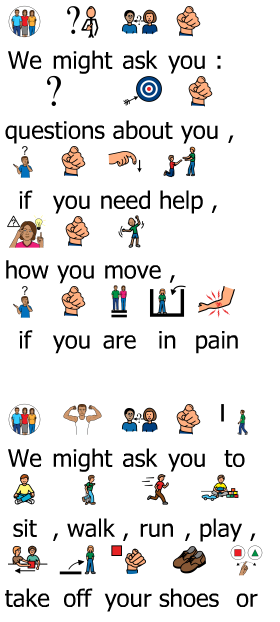 We might ask you :
questions about you ,
if you need help ,
how you move ,
if you are in pain
We might ask you to
sit , walk , run , play ,
take off your shoes or